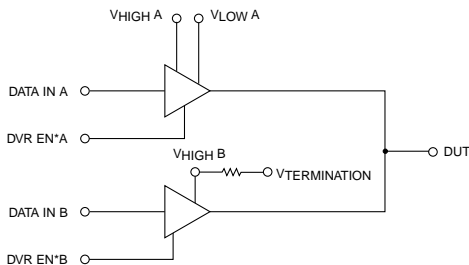 VHIGH A VLOW A
DATA IN A
DVR EN*A
DUT
VHIGH B
VTERMINATION
DATA IN B
DVR EN*B